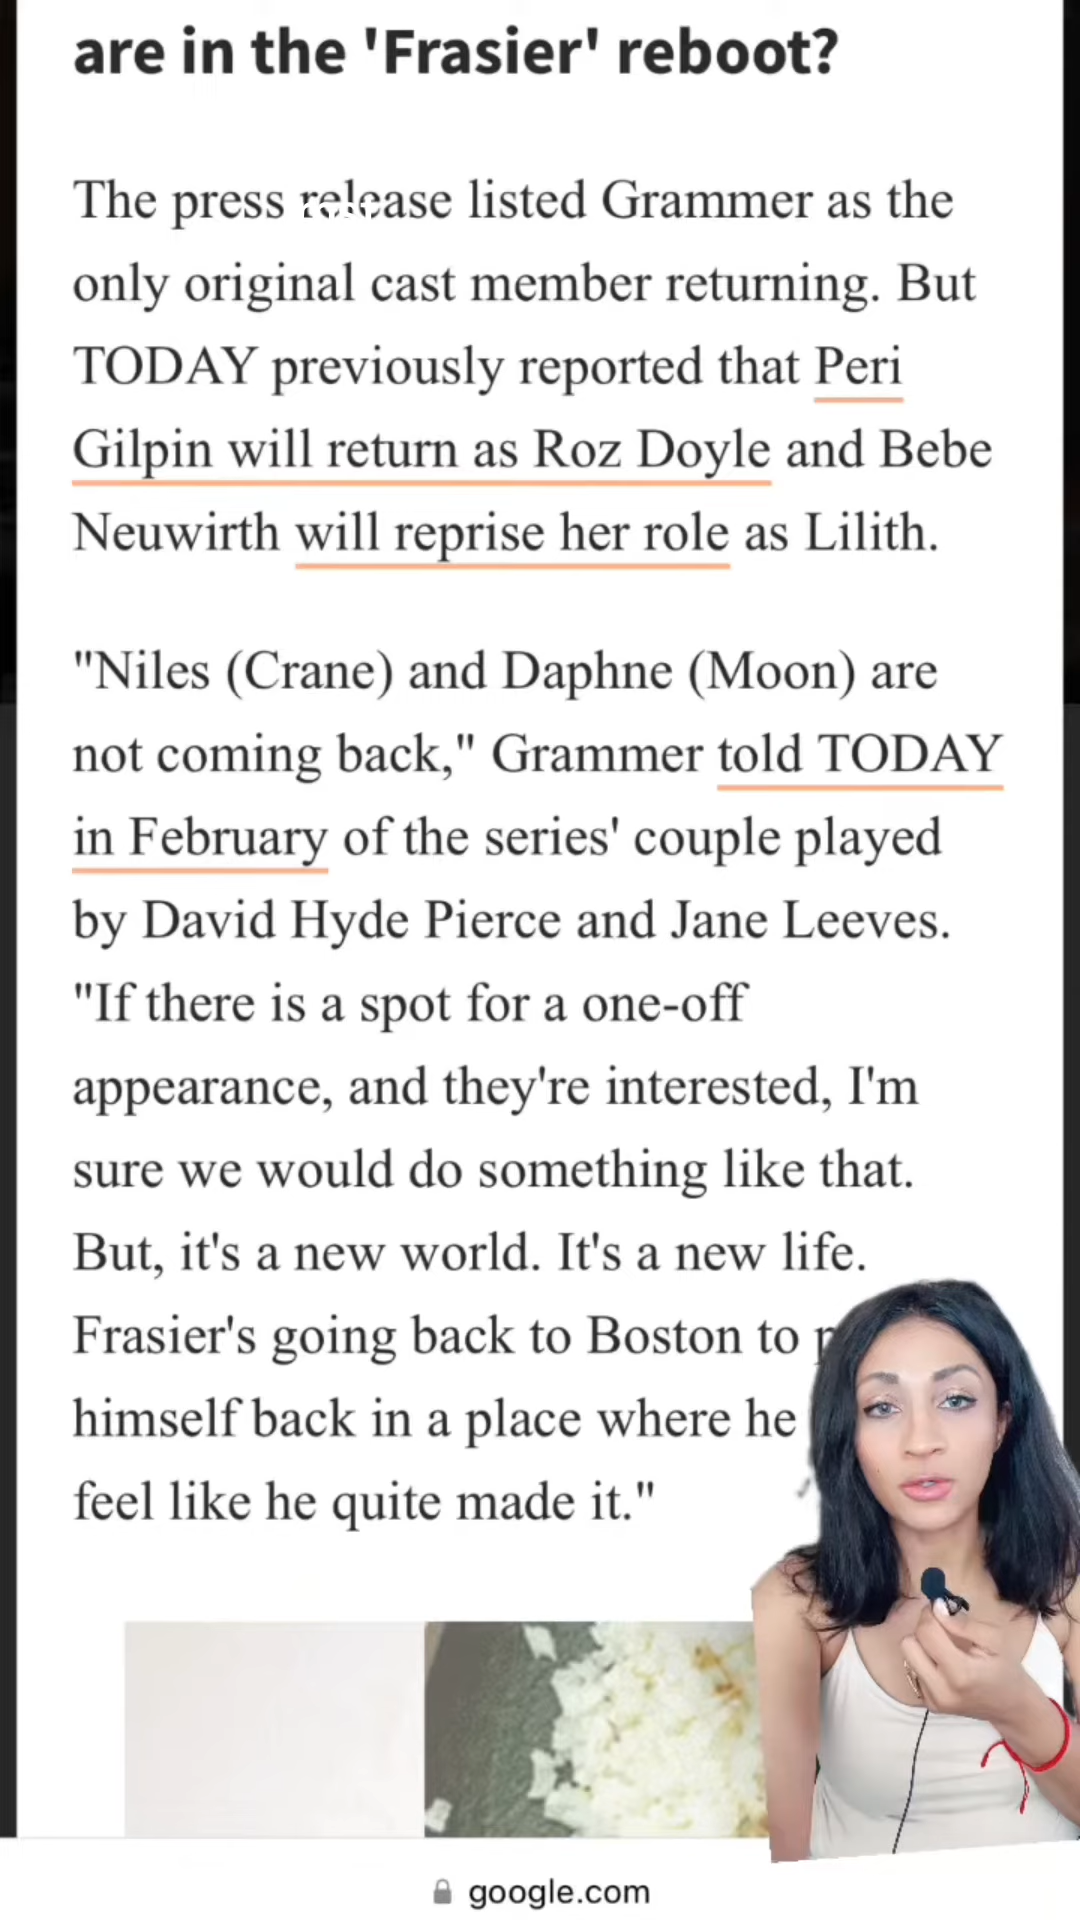 are in the 'Frasier' reboot?
The press release listed Grammer as the
only original cast member returning. But
TODAY previously reported that Peri
Gilpin will return as Roz Doyle and Bebe
Neuwirth will reprise her role as Lilith.
"Niles (Crane) and Daphne (Moon) are
not coming back," Grammer told TODAY
in February of the series' couple played
by David Hyde Pierce and Jane Leeves.
"If there is a spot for a one-off
appearance, and they're interested, I'm
sure we would do something like that.
But, it's a new world. It's a new life.
Frasier's going back to Boston to
himself back in a place where he
feel like he quite made it."
google.com